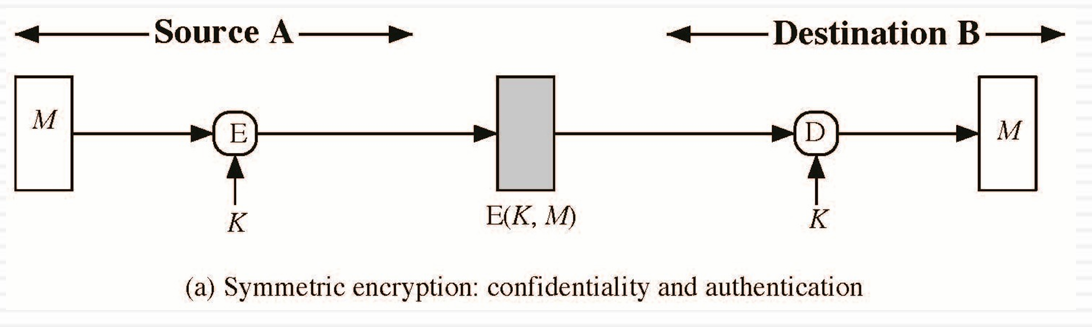 Source A
Destination B
M
E
D
M
K
E(K, M)
K
(a) Symmetric encryption: confidentiality and authentication